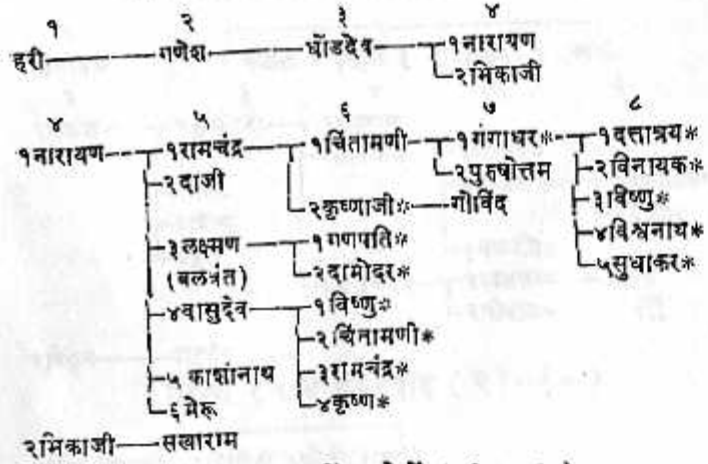 १ २ ३ ४
हरी गणेश धोंडदेव १नारायण
२भिकाजी
५ ६ ७ ८
४
१नारायण १रामचंद्र १चिंतामणी १गंगाधर* १दत्तात्रय*
२दाजी २पुरुषोत्तम २विनायक*
२कृष्णाजी* गोविंद ३विष्णु*
३लक्ष्मण १गणपति* ४विश्वनाथ*
(बलवंत) २दामोदर* ५सुधाकर*
४वासुदेव १विष्णु*
२चिंतामणी*
५काशीनाथ ३रामचंद्र*
६मेरू ४कृष्ण*
२भिकाजी सखाराम